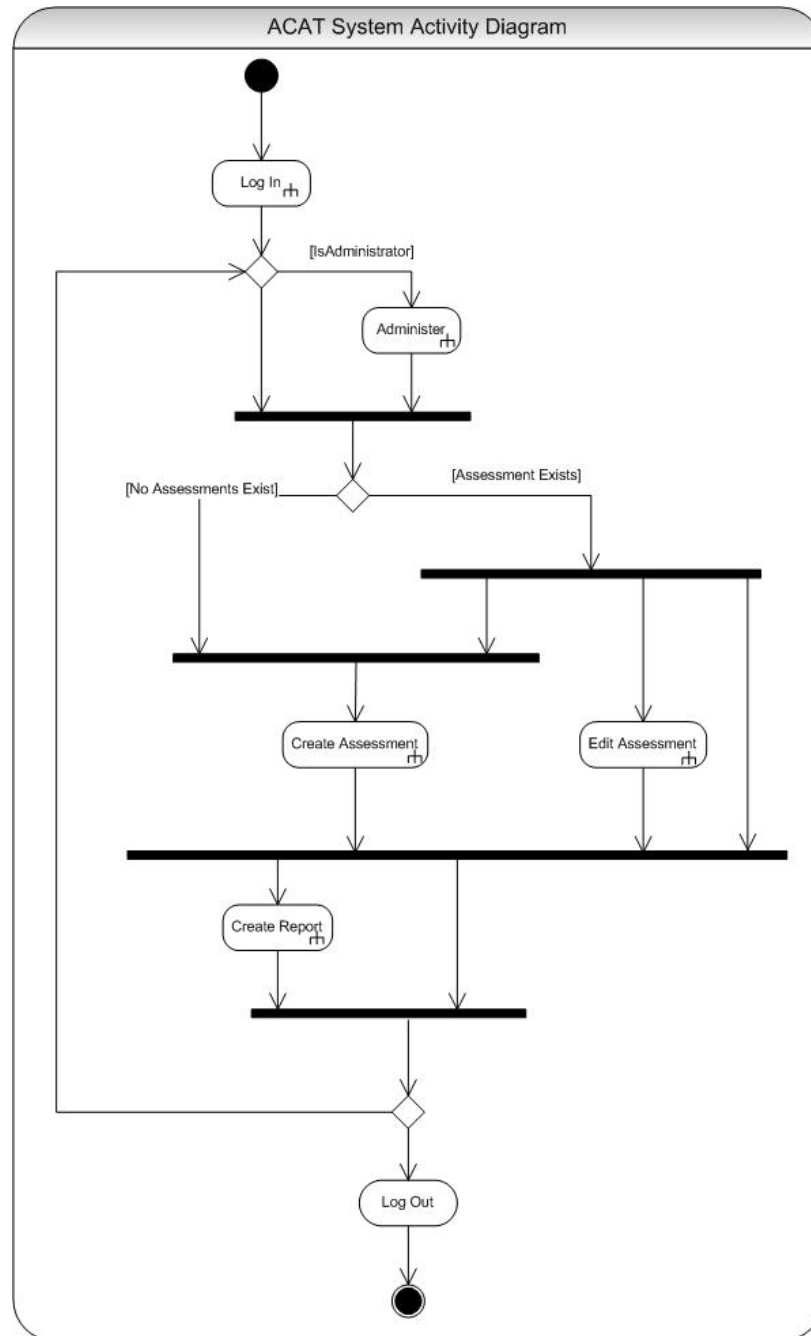 ACAT System Activity Diagram
Log In
[IsAdministrator]
Administer
[No Assessments Exist]
[Assessment Exists]
Create Assessment
Edit Assessment
Create Report
Log Out